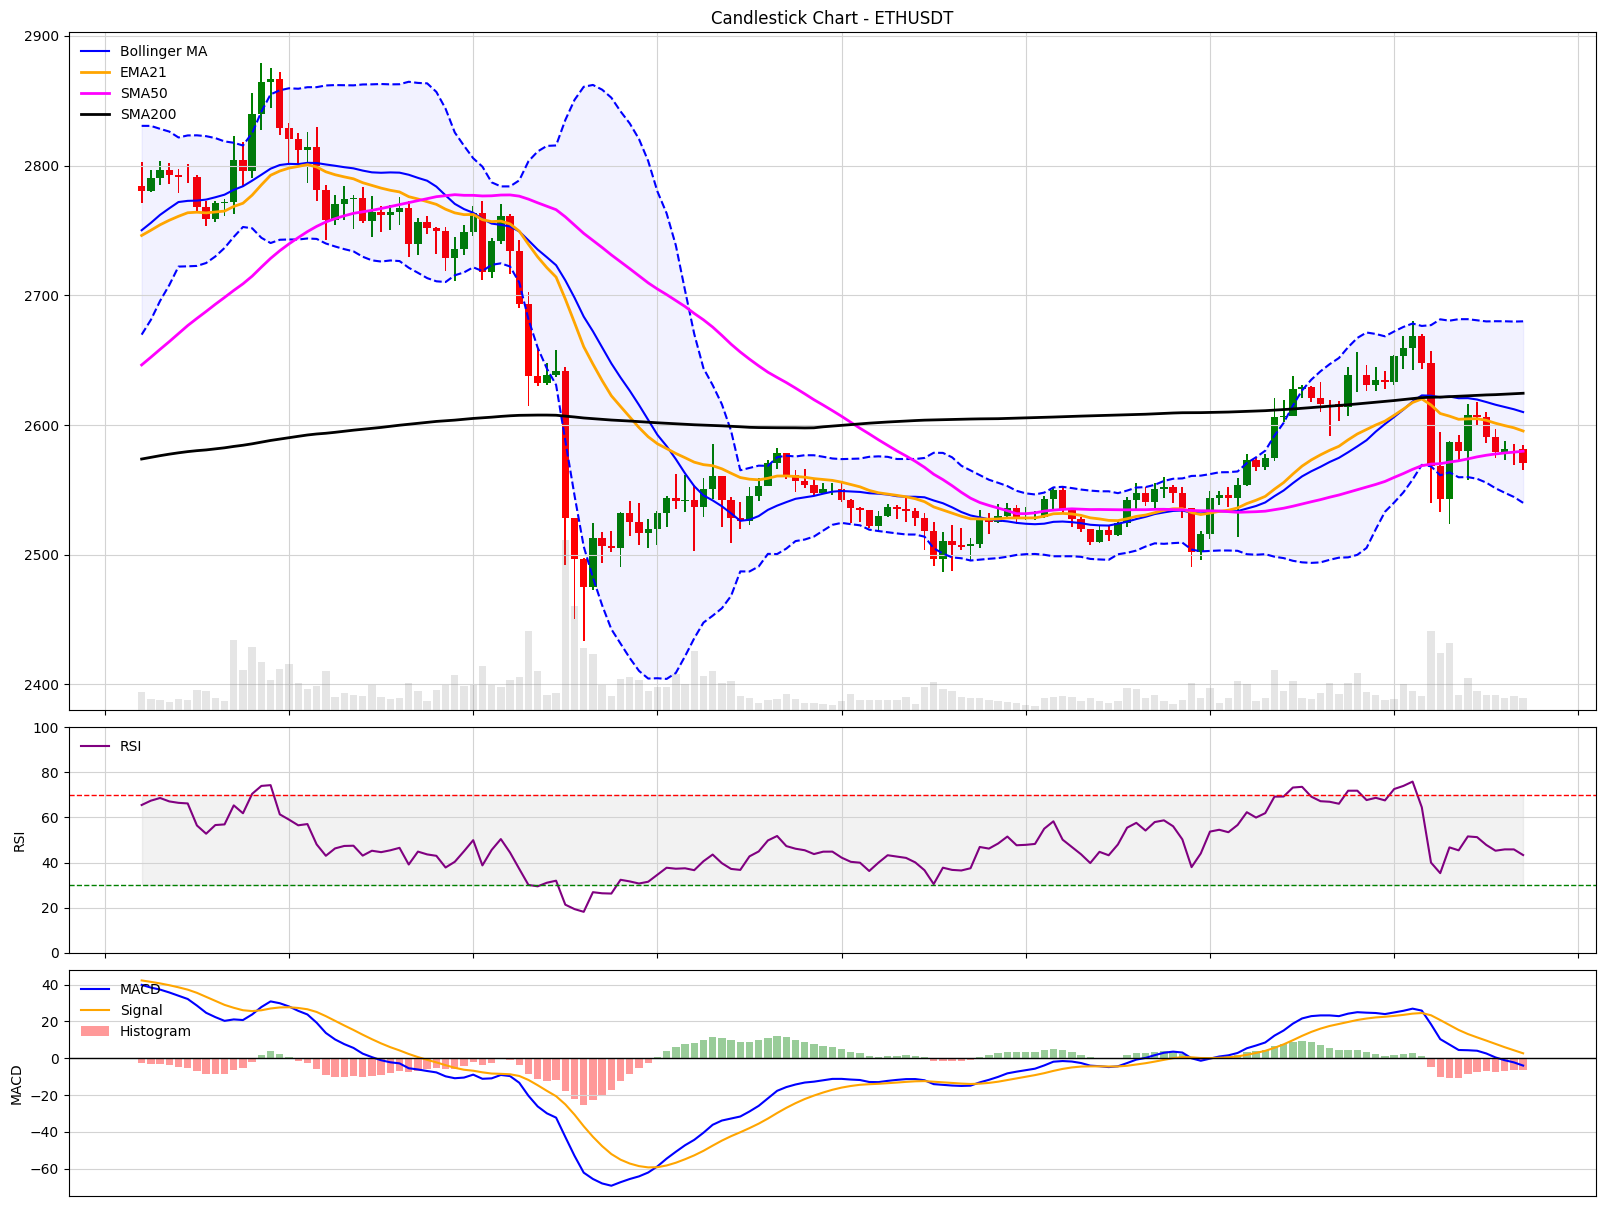 Candlestick Chart - ETHUSDT
2900
2800
2700
2600
2500
2400
Bollinger MA
EMA21
SMA50
SMA200
100
80
60
40
20
0
RSI
RSI
40
20
0
−20
−40
−60
MACD
MACD
Signal
Histogram